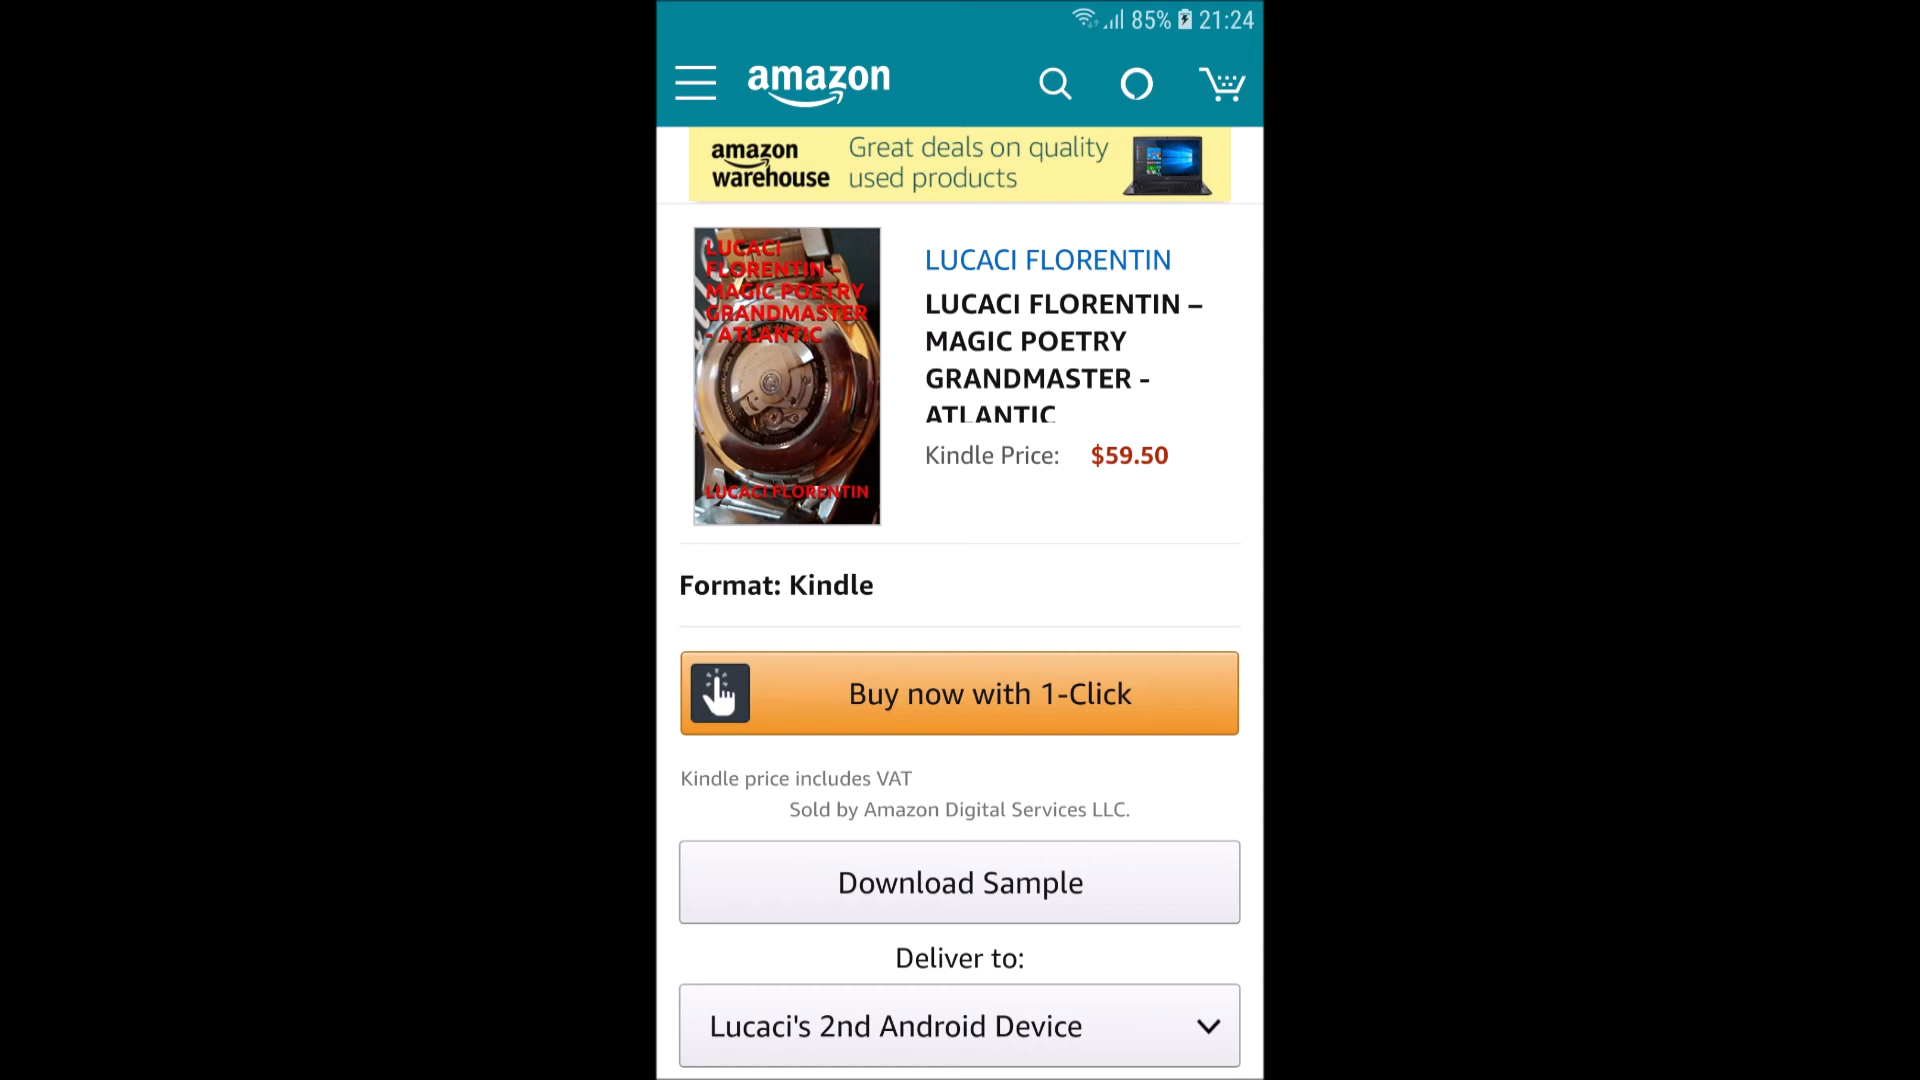 85% 21:24
amazon
amazon
warehouse
Great deals on quality
used products
LUCACI
FLORENTIN –
MAGIC POETRY
GRANDMASTER
- ATLANTIC
LUCACI FLORENTIN
LUCACI FLORENTIN
LUCACI FLORENTIN –
MAGIC POETRY
GRANDMASTER -
ATLANTIC
Kindle Price: $59.50
Format: Kindle
Buy now with 1-Click
Kindle price includes VAT
Sold by Amazon Digital Services LLC.
Download Sample
Deliver to:
Lucaci's 2nd Android Device